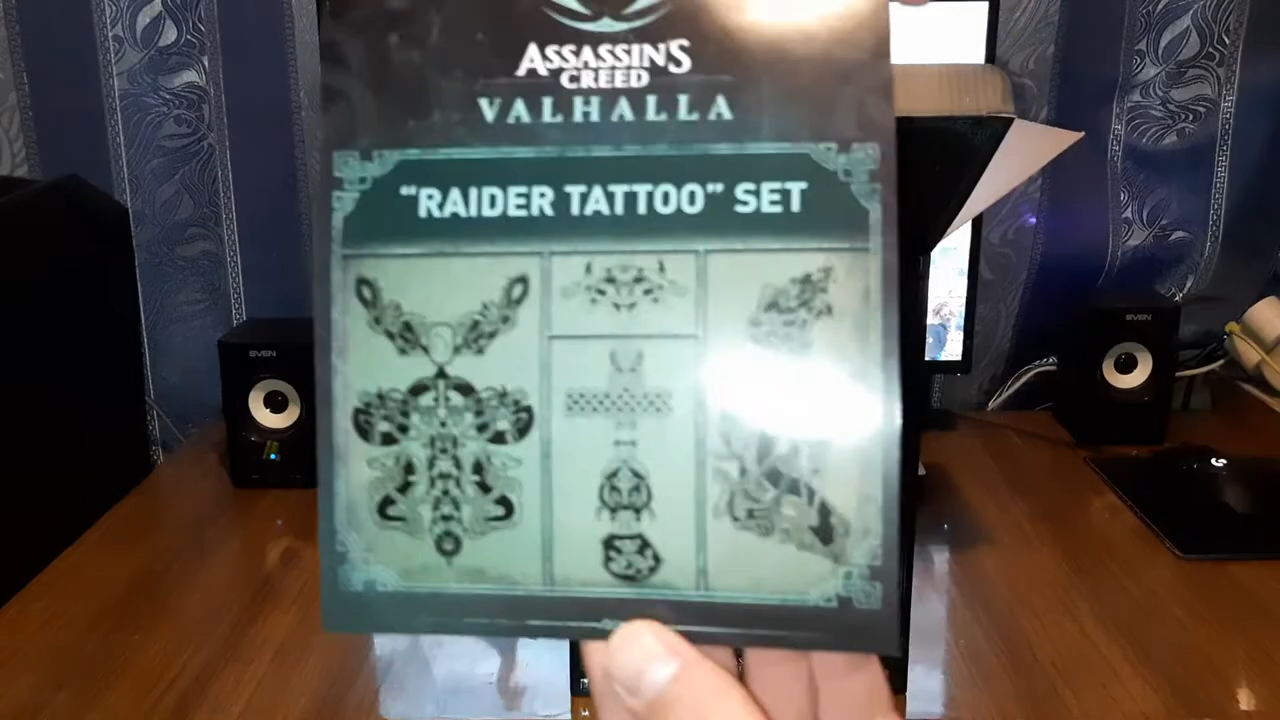 ASSASSIN'S
CREED
VALHALLA
"RAIDER TATTOO" SET
SVEN
SVEN